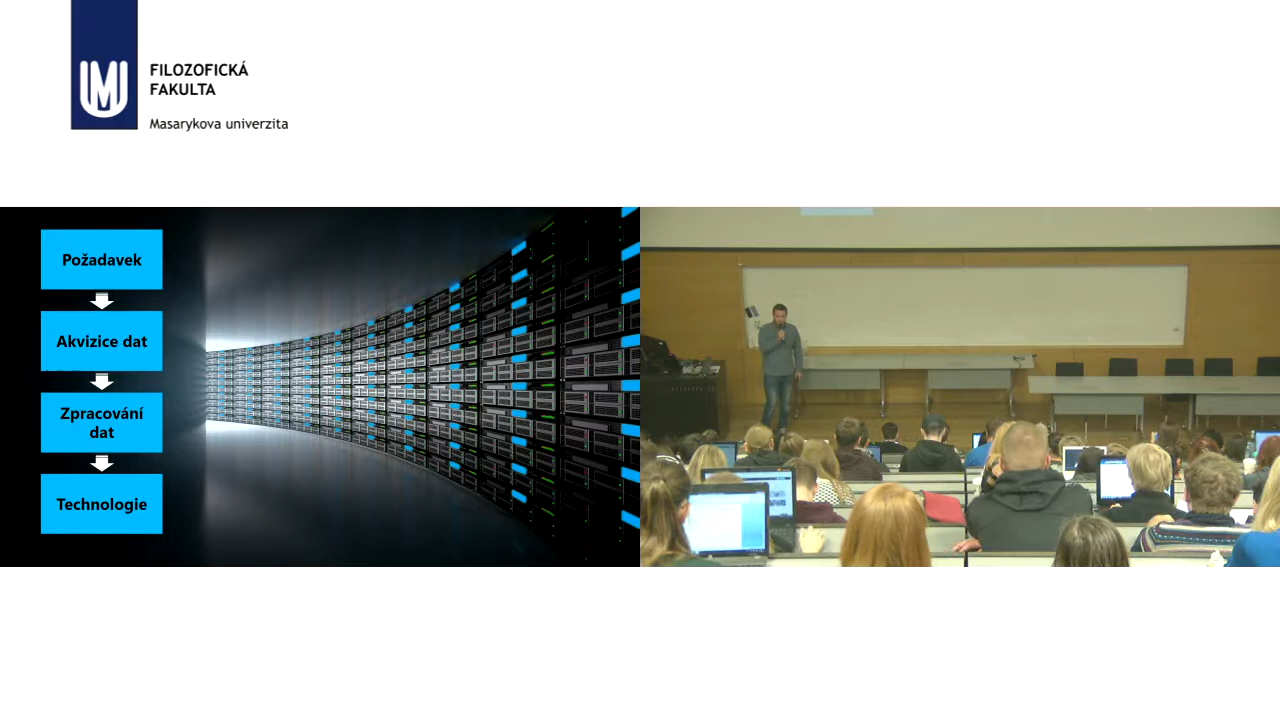 FILOZOFICKÁ
FAKULTA
Masarykova univerzita
Požadavek
Akvizice dat
Zpracování
dat
Technologie